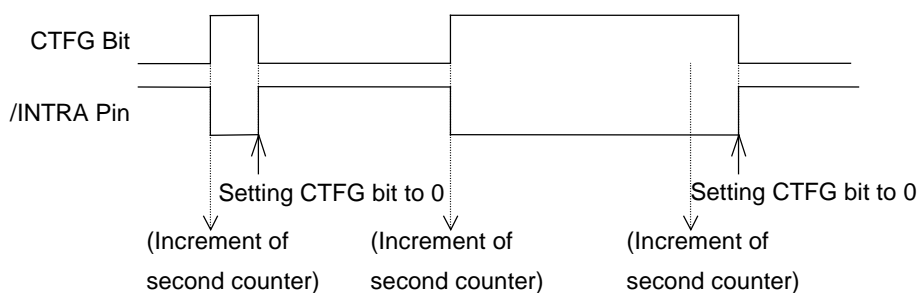 CTFG Bit
/INTRA Pin
Setting CTFG bit to 0
Setting CTFG bit to 0
(Increment of
second counter)
(Increment of
second counter)
(Increment of
second counter)